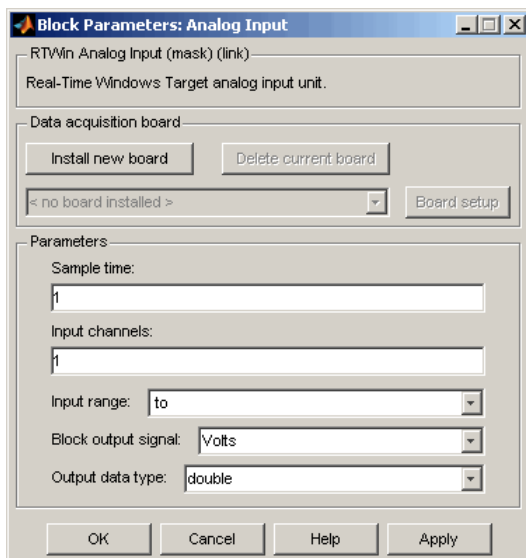 Block Parameters: Analog Input
RTWin Analog Input (mask) (link)
Real-Time Windows Target analog input unit.
Data acquisition board
Install new board Delete current board
< no board installed > Board setup
Parameters
Sample time:
1
Input channels:
1
Input range: to
Block output signal: Volts
Output data type: double
OK Cancel Help Apply